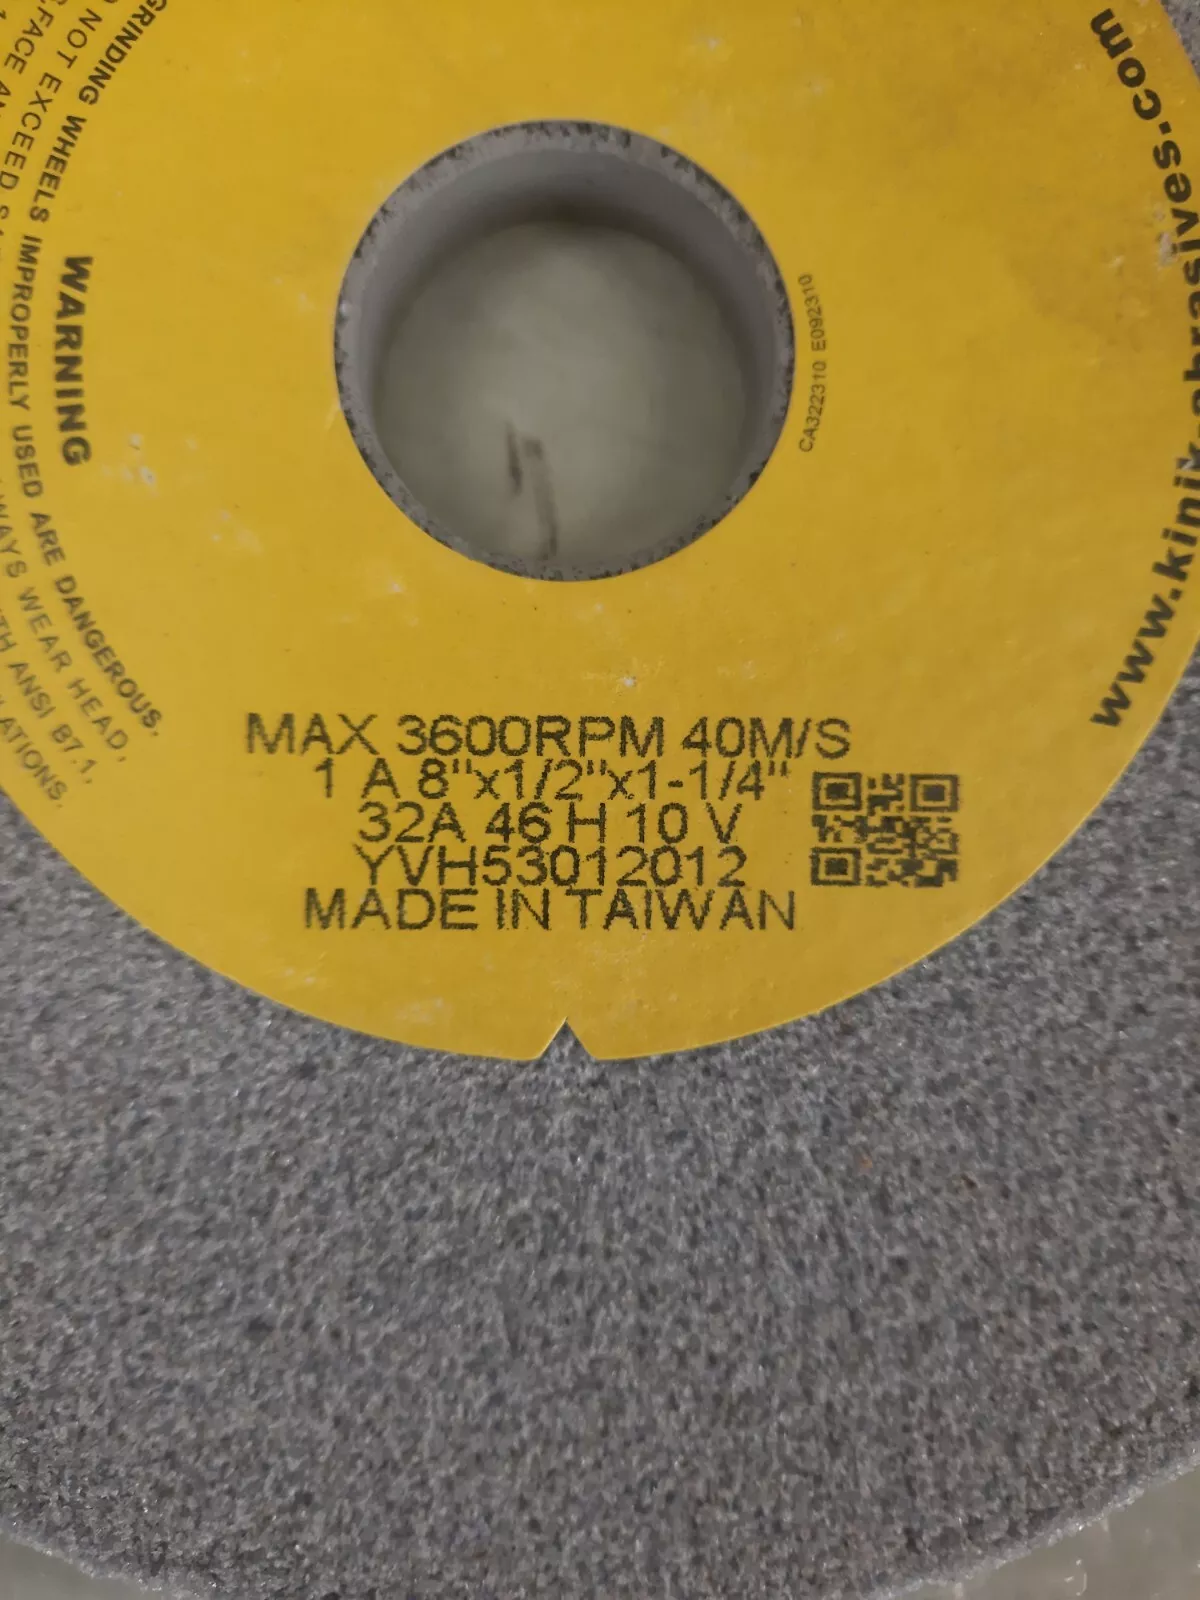 GRINDING WHEELS IMPROPERLY USED ARE DANGEROUS.
NOT EXCEED
WEAR HEAD,
ANSI B7.1,
WARNING
www.kinik
sives.com
CA322310 E092310
MAX 3600RPM 40M/S
1 A 8"x1/2"x1-1/4"
32A 46 H 10 V
YVH53012012
MADE IN TAIWAN